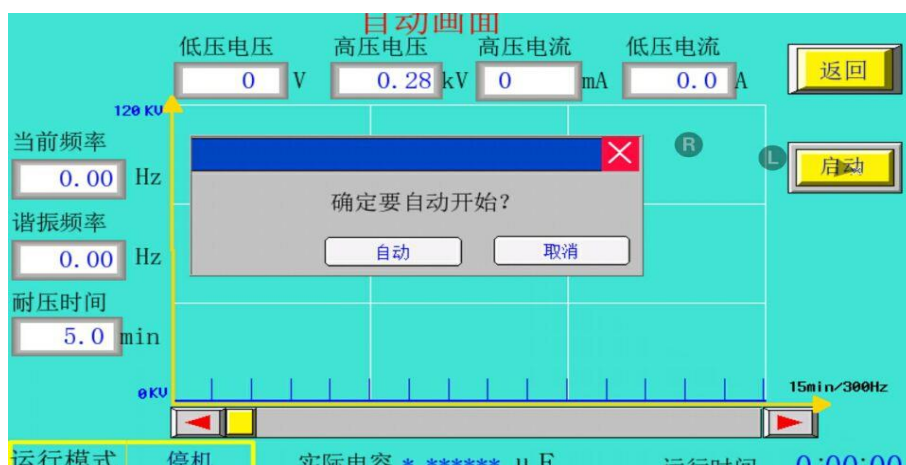 自动画面
低压电压 高压电压 高压电流 低压电流
0 V 0.28 kV 0 mA 0.0 A
返回
120 KV
当前频率
0.00 Hz
R
L
启动
确定要自动开始?
自动 取消
谐振频率
0.00 Hz
耐压时间
5.0 min
0KV
15min/300Hz
运行模式 停机 实际电容 *.****** uF 运行时间 0:00:00